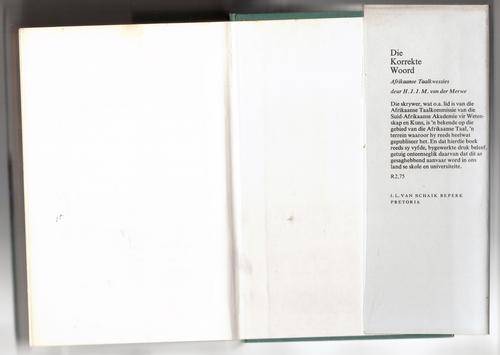 Die
Korrekte
Woord
Afrikaanse Taalkwessies
deur H. J. J. M. van der Merwe
Die skrywer, wat o.a. lid is van die
Afrikaanse Taalkommissie van die
Suid-Afrikaanse Akademie vir Weten-
skap en Kuns, is 'n bekende op die
gebied van die Afrikaanse Taal, 'n
terrein waaroor hy reeds heelwat
gepubliseer het. En dat hierdie boek
reeds sy vyfde, bygewerkte druk beleef,
getuig onteenseglik daarvan dat dit as
gesaghebbend aanvaar word in ons
land se skole en universiteite.
R2,75
J. L. VAN SCHAIK BEPERK
PRETORIA